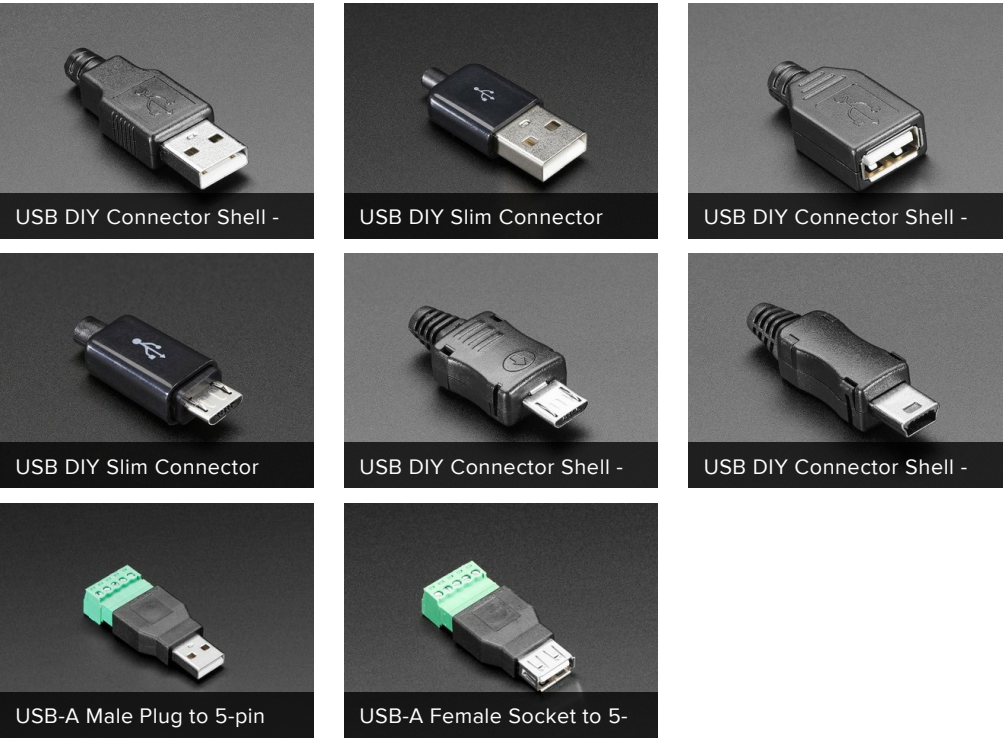 USB DIY Connector Shell -
USB DIY Slim Connector
USB DIY Connector Shell -
USB DIY Slim Connector
USB DIY Connector Shell -
USB DIY Connector Shell -
USB-A Male Plug to 5-pin
USB-A Female Socket to 5-